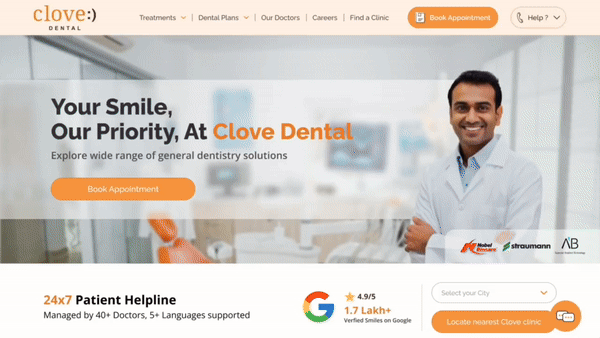 clove:)
DENTAL
Treatments
Dental Plans
Our Doctors
Careers
Find a Clinic
Book Appointment
Help ?
Your Smile,
Our Priority, At Clove Dental
Explore wide range of general dentistry solutions
Book Appointment
Nobel
Biocare
straumann
AB
24x7 Patient Helpline
Managed by 40+ Doctors, 5+ Languages supported
4.9/5
1.7 Lakh+
Verified Smiles on Google
Select your City
Locate nearest Clove clinic